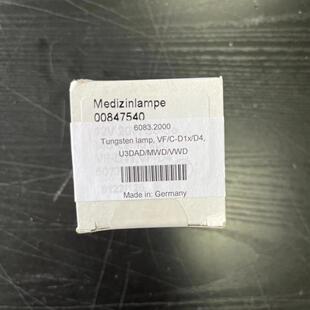 Medizinlampe
00847540
6083.2000
Tungsten lamp, VF/C-D1x/D4,
U3DAD/MWD/VWD
Made in: Germany